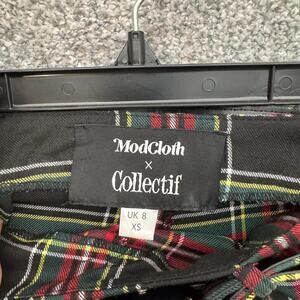 ModCloth
x
Collectif
UK 8
XS